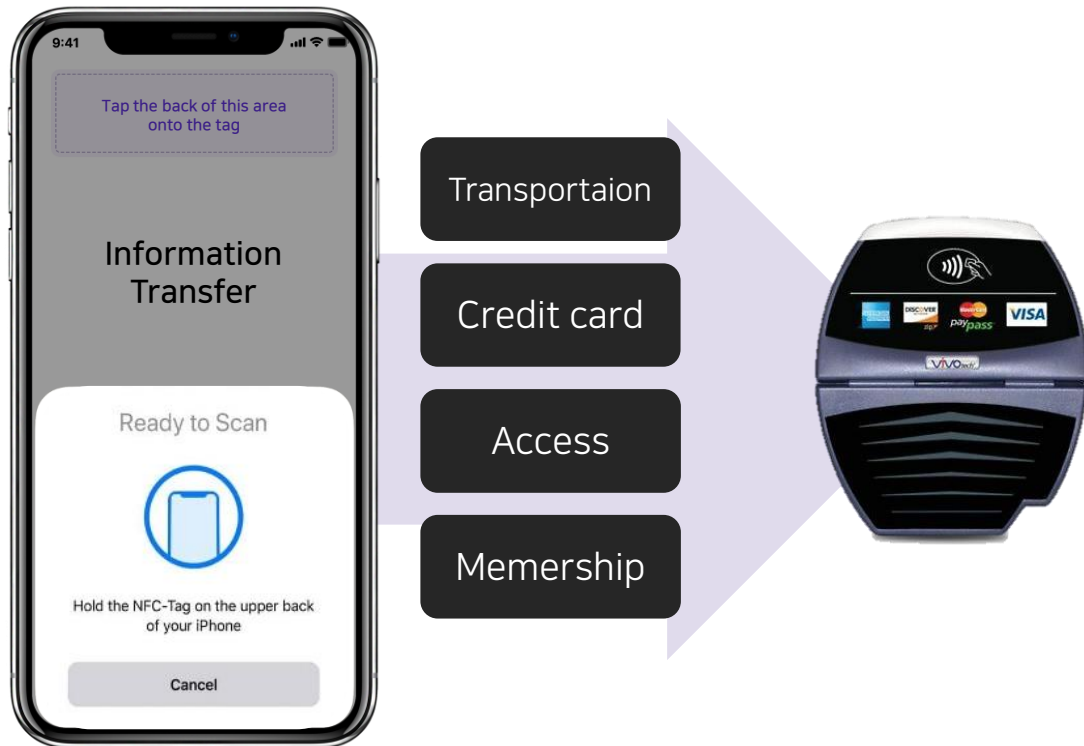 9:41
Tap the back of this area
onto the tag
Information
Transfer
Ready to Scan
Hold the NFC-Tag on the upper back
of your iPhone
Cancel
Transportaion
Credit card
Access
Memership
DISCOVER
PayPass
VISA
ViVOtech